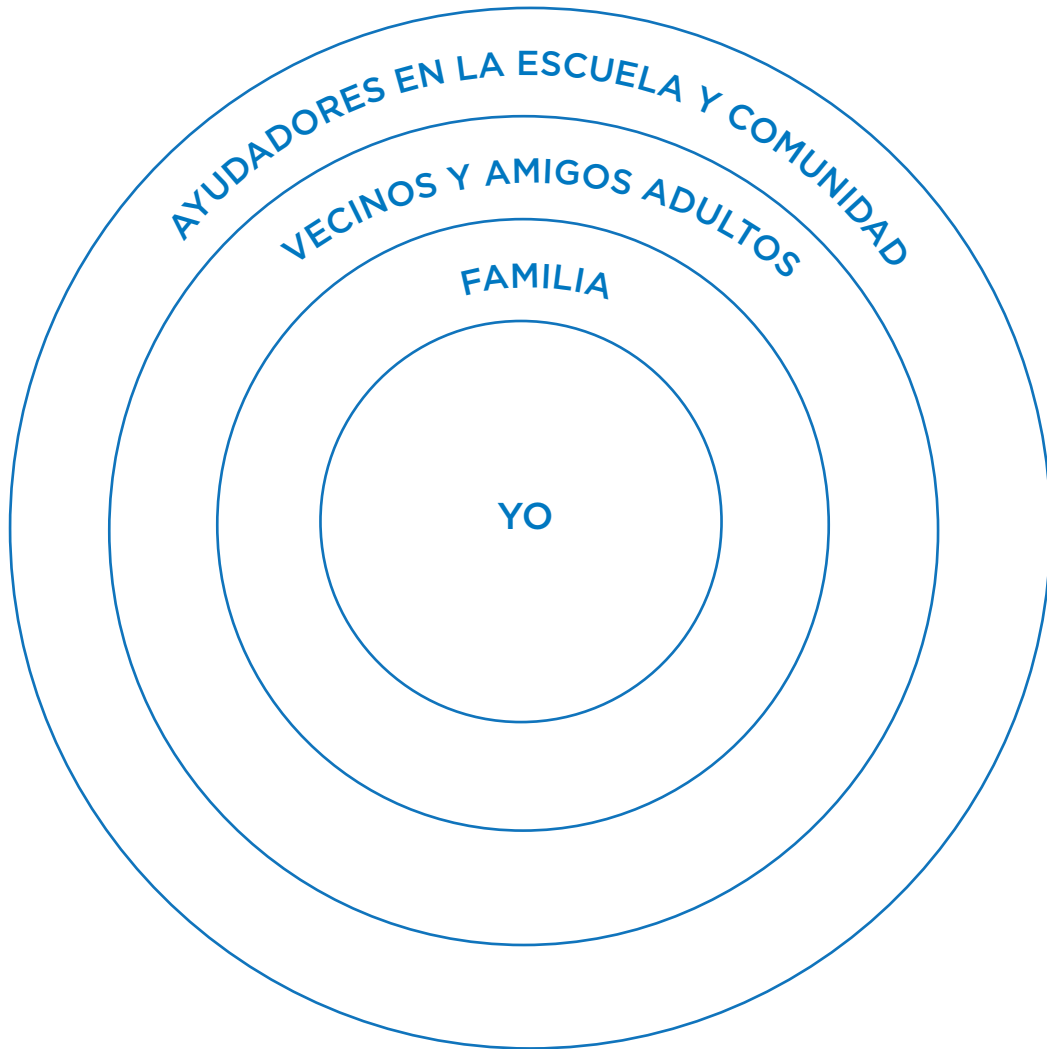 AYUDADORES EN LA ESCUELA Y COMUNIDAD
VECINOS Y AMIGOS ADULTOS
FAMILIA
YO